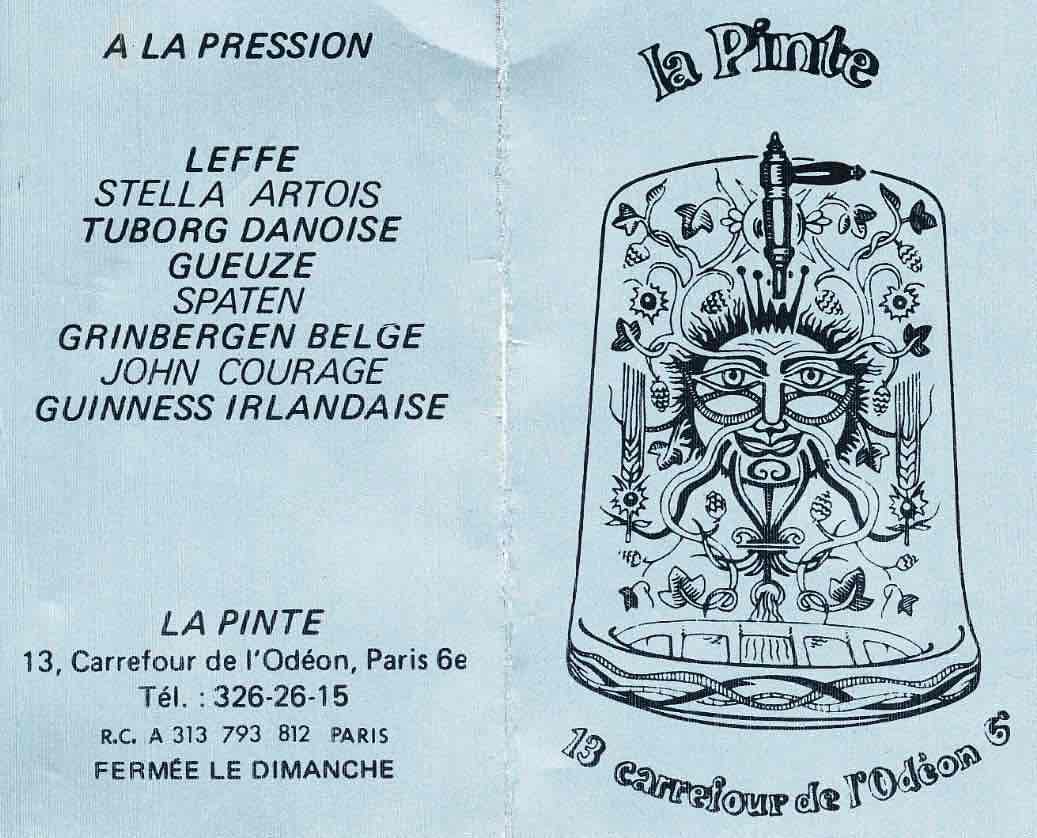 A LA PRESSION
LEFFE
STELLA ARTOIS
TUBORG DANOISE
GUEUZE
SPATEN
GRINBERGEN BELGE
JOHN COURAGE
GUINNESS IRLANDAISE
LA PINTE
13, Carrefour de l'Odéon, Paris 6e
Tél. : 326-26-15
R.C. A 313 793 812 PARIS
FERMÉE LE DIMANCHE
la Pinte
13 carrefour de l'Odèon 6